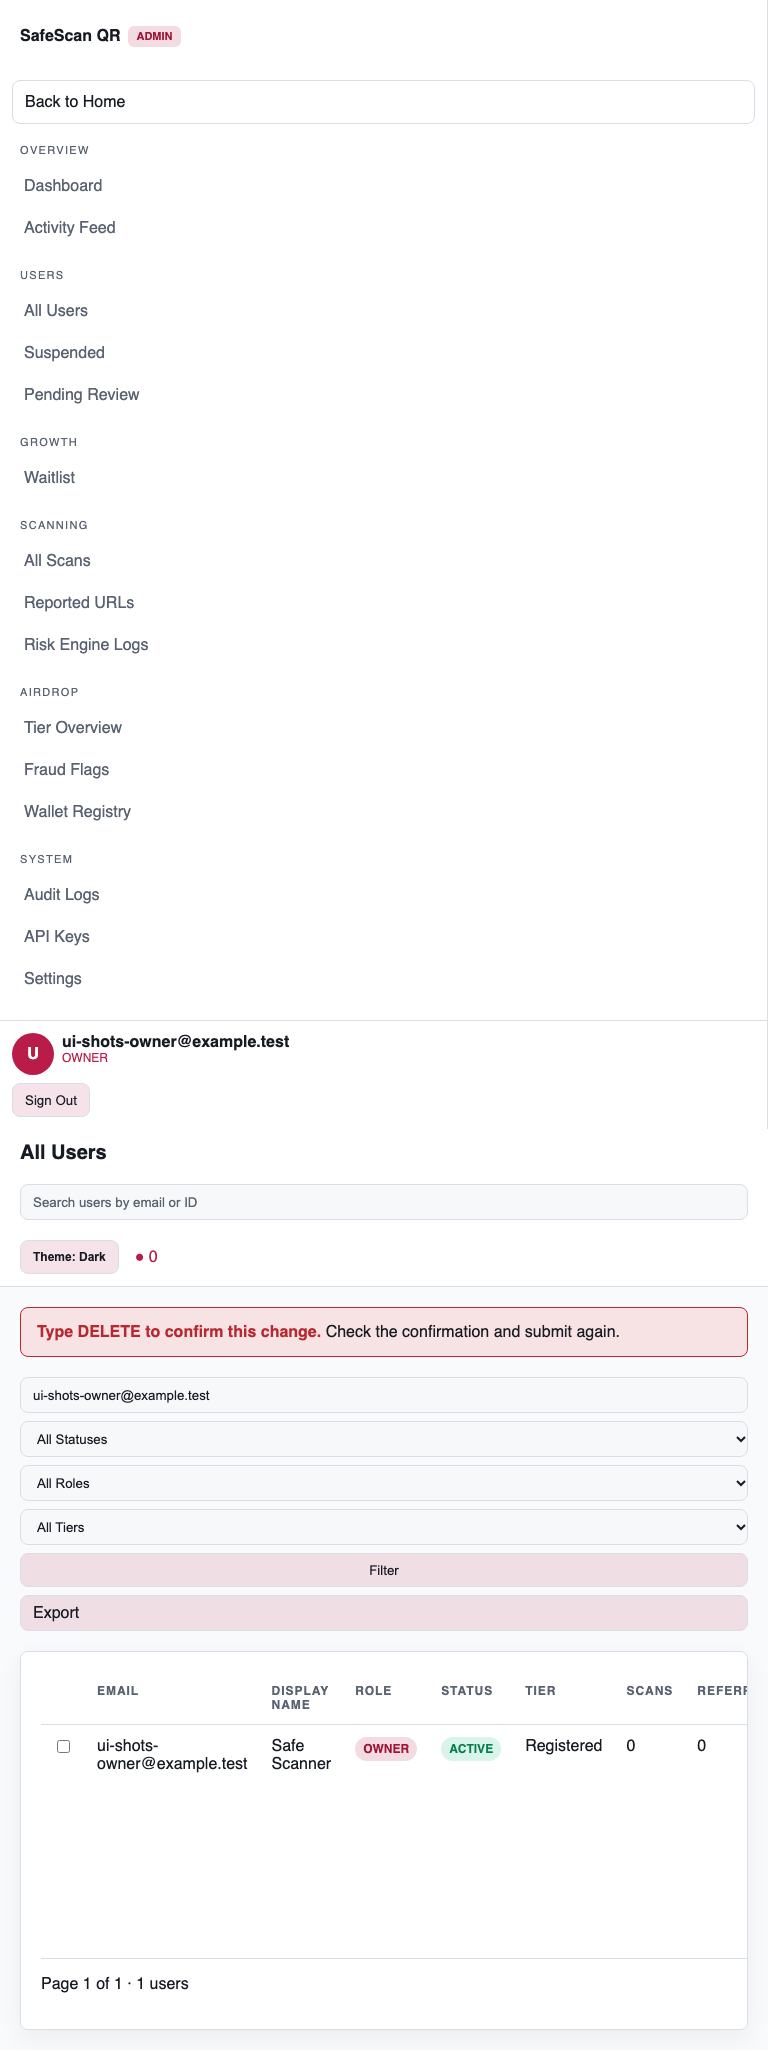 SafeScan QR ADMIN
Back to Home
OVERVIEW
Dashboard
Activity Feed
USERS
All Users
Suspended
Pending Review
GROWTH
Waitlist
SCANNING
All Scans
Reported URLs
Risk Engine Logs
AIRDROP
Tier Overview
Fraud Flags
Wallet Registry
SYSTEM
Audit Logs
API Keys
Settings
U
ui-shots-owner@example.test
OWNER
Sign Out
All Users
Search users by email or ID
Theme: Dark ● 0
Type DELETE to confirm this change. Check the confirmation and submit again.
ui-shots-owner@example.test
All Statuses
All Roles
All Tiers
Filter
Export
EMAIL DISPLAY NAME ROLE STATUS TIER SCANS REFERR
ui-shots-owner@example.test Safe Scanner OWNER ACTIVE Registered 0 0
Page 1 of 1 · 1 users